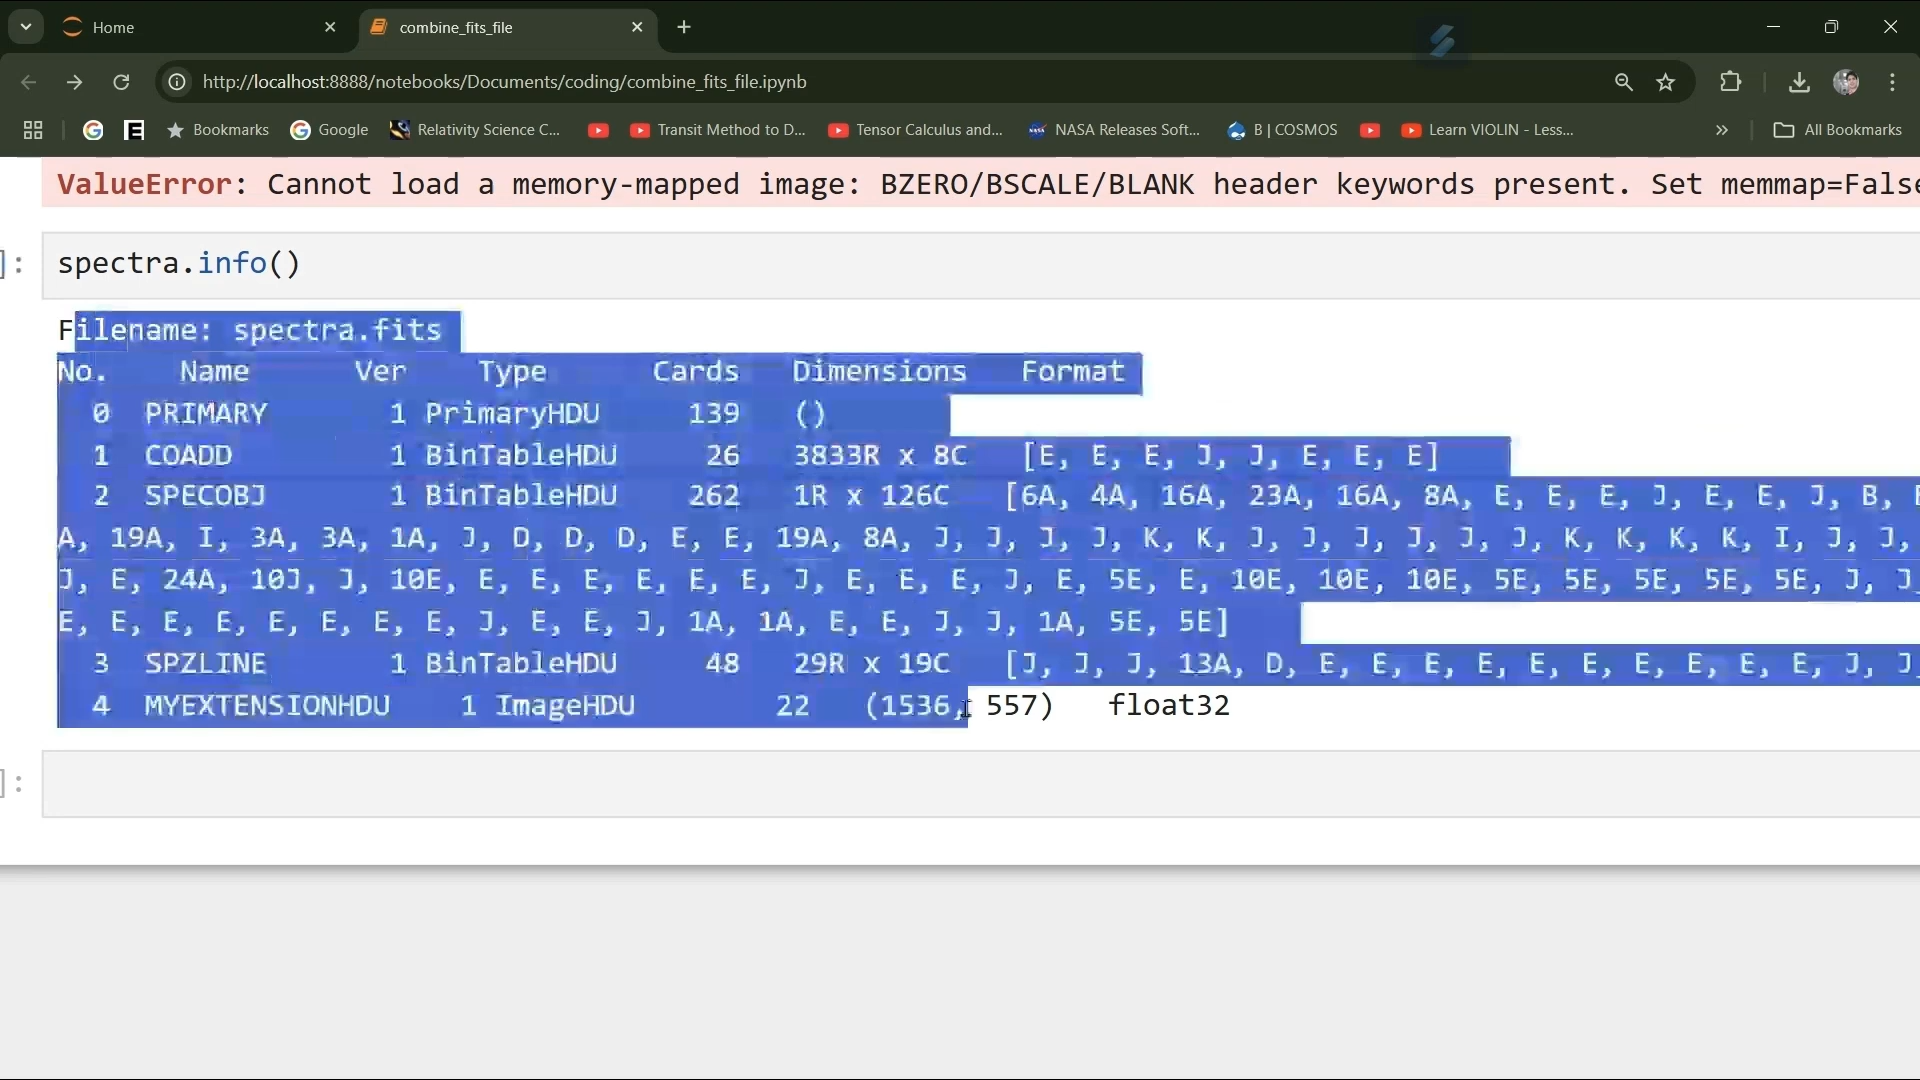 Home
combine_fits_file
http://localhost:8888/notebooks/Documents/coding/combine_fits_file.ipynb
Bookmarks
Google
Relativity Science C...
Transit Method to D...
Tensor Calculus and...
NASA Releases Soft...
B | COSMOS
Learn VIOLIN - Less...
»
All Bookmarks
ValueError: Cannot load a memory-mapped image: BZERO/BSCALE/BLANK header keywords present. Set memmap=False
]: spectra.info()
Filename: spectra.fits
No. Name Ver Type Cards Dimensions Format
0 PRIMARY 1 PrimaryHDU 139 ()
1 COADD 1 BinTableHDU 26 3833R x 8C [E, E, E, J, J, E, E, E]
2 SPECOBJ 1 BinTableHDU 262 1R x 126C [6A, 4A, 16A, 23A, 16A, 8A, E, E, E, J, E, E, J, B,
A, 19A, I, 3A, 3A, 1A, J, D, D, D, E, E, 19A, 8A, J, J, J, J, K, K, J, J, J, J, J, J, K, K, K, K, I, J, J,
J, E, 24A, 10J, J, 10E, E, E, E, E, E, E, J, E, E, E, J, E, 5E, E, 10E, 10E, 10E, 5E, 5E, 5E, 5E, 5E, J, J,
E, E, E, E, E, E, E, E, J, E, E, J, 1A, 1A, E, E, J, J, 1A, 5E, 5E]
3 SPZLINE 1 BinTableHDU 48 29R x 19C [J, J, J, 13A, D, E, E, E, E, E, E, E, E, E, E, J, J,
4 MYEXTENSIONHDU 1 ImageHDU 22 (1536, 557) float32
]: